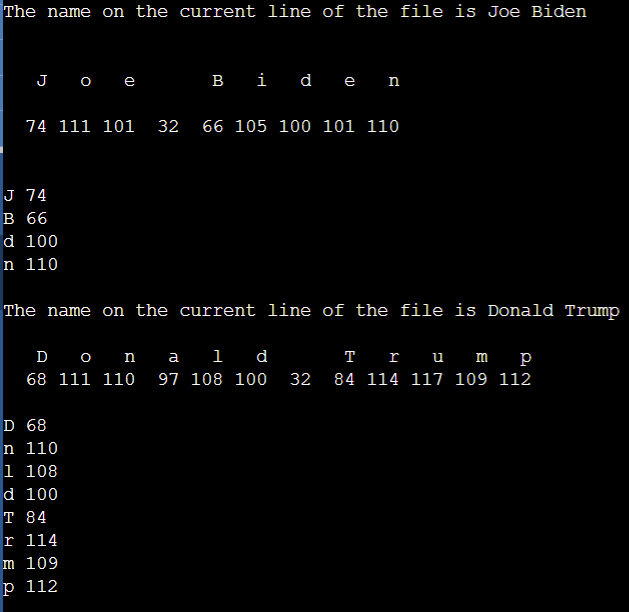 The name on the current line of the file is Joe Biden
J o e B i d e n
74 111 101 32 66 105 100 101 110
J 74
B 66
d 100
n 110
The name on the current line of the file is Donald Trump
D o n a l d T r u m p
68 111 110 97 108 100 32 84 114 117 109 112
D 68
n 110
l 108
d 100
T 84
r 114
m 109
p 112